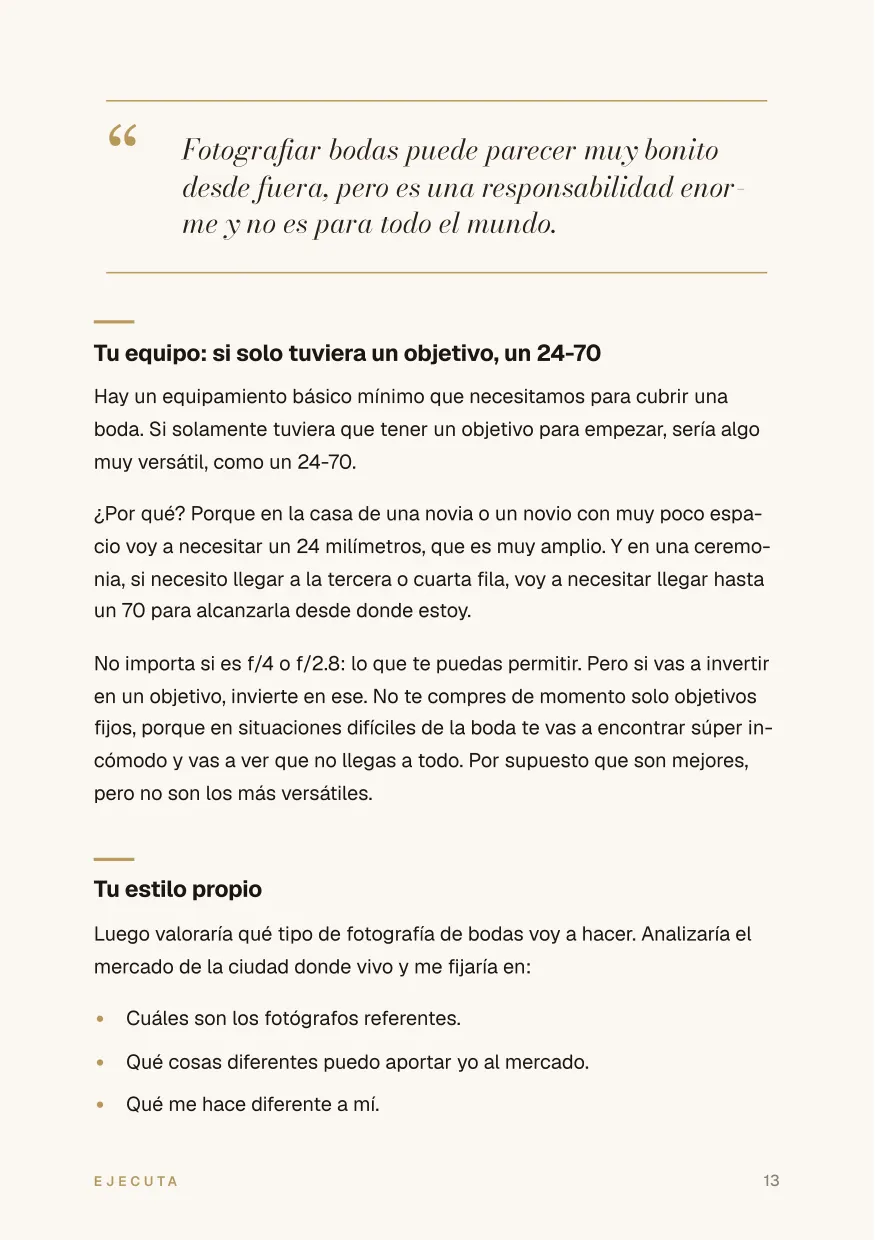 “
Fotografiar bodas puede parecer muy bonito
desde fuera, pero es una responsabilidad enor-
me y no es para todo el mundo.
Tu equipo: si solo tuviera un objetivo, un 24-70
Hay un equipamiento básico mínimo que necesitamos para cubrir una
boda. Si solamente tuviera que tener un objetivo para empezar, sería algo
muy versátil, como un 24-70.
¿Por qué? Porque en la casa de una novia o un novio con muy poco espa-
cio voy a necesitar un 24 milímetros, que es muy amplio. Y en una ceremo-
nia, si necesito llegar a la tercera o cuarta fila, voy a necesitar llegar hasta
un 70 para alcanzarla desde donde estoy.
No importa si es f/4 o f/2.8: lo que te puedas permitir. Pero si vas a invertir
en un objetivo, invierte en ese. No te compres de momento solo objetivos
fijos, porque en situaciones difíciles de la boda te vas a encontrar súper in-
cómodo y vas a ver que no llegas a todo. Por supuesto que son mejores,
pero no son los más versátiles.
Tu estilo propio
Luego valoraría qué tipo de fotografía de bodas voy a hacer. Analizaría el
mercado de la ciudad donde vivo y me fijaría en:
• Cuáles son los fotógrafos referentes.
• Qué cosas diferentes puedo aportar yo al mercado.
• Qué me hace diferente a mí.
EJECUTA
13